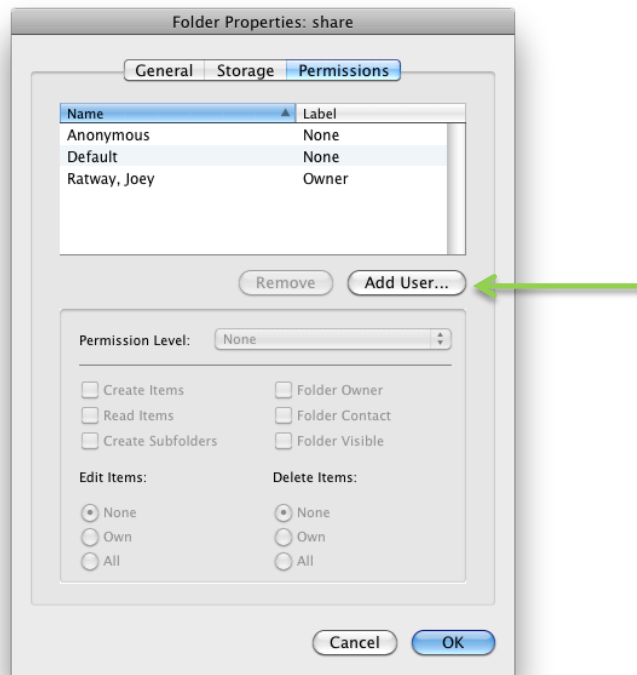 Folder Properties: share
General Storage Permissions
Name Label
Anonymous None
Default None
Ratway, Joey Owner
Remove Add User...
Permission Level: None
Create Items Folder Owner
Read Items Folder Contact
Create Subfolders Folder Visible
Edit Items: Delete Items:
None None
Own Own
All All
Cancel OK